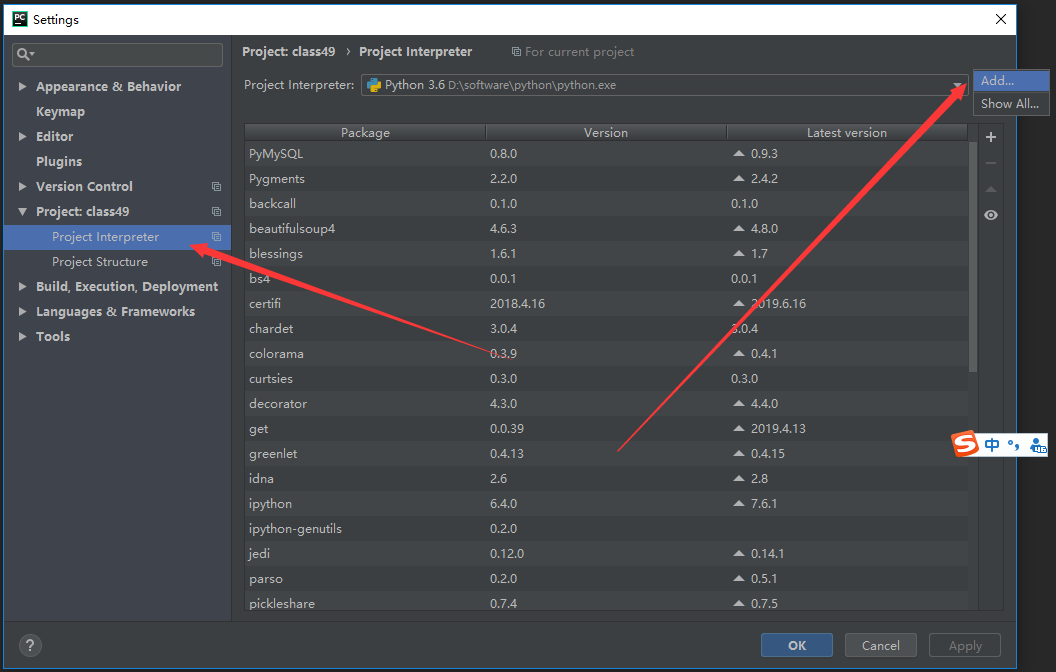 PC Settings
Project: class49 › Project Interpreter For current project
Project Interpreter: Python 3.6 D:\software\python\python.exe
Add...
Show All...
Appearance & Behavior
Keymap
Editor
Plugins
Version Control
Project: class49
Project Interpreter
Project Structure
Build, Execution, Deployment
Languages & Frameworks
Tools
Package Version Latest version
PyMySQL 0.8.0 0.9.3
Pygments 2.2.0 2.4.2
backcall 0.1.0 0.1.0
beautifulsoup4 4.6.3 4.8.0
blessings 1.6.1 1.7
bs4 0.0.1 0.0.1
certifi 2018.4.16 2019.6.16
chardet 3.0.4 3.0.4
colorama 0.3.9 0.4.1
curtsies 0.3.0 0.3.0
decorator 4.3.0 4.4.0
get 0.0.39 2019.4.13
greenlet 0.4.13 0.4.15
idna 2.6 2.8
ipython 6.4.0 7.6.1
ipython-genutils 0.2.0
jedi 0.12.0 0.14.1
parso 0.2.0 0.5.1
pickleshare 0.7.4 0.7.5
S 中 °,
? OK Cancel Apply